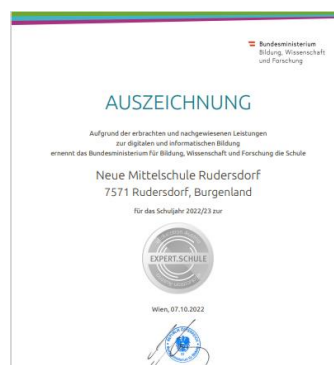 Bundesministerium
Bildung, Wissenschaft
und Forschung
AUSZEICHNUNG
Aufgrund der erbrachten und nachgewiesenen Leistungen
zur digitalen und informatischen Bildung
ernennt das Bundesministerium für Bildung, Wissenschaft und Forschung die Schule
Neue Mittelschule Rudersdorf
7571 Rudersdorf, Burgenland
für das Schuljahr 2022/23 zur
EXPERT.SCHULE
Wien, 07.10.2022